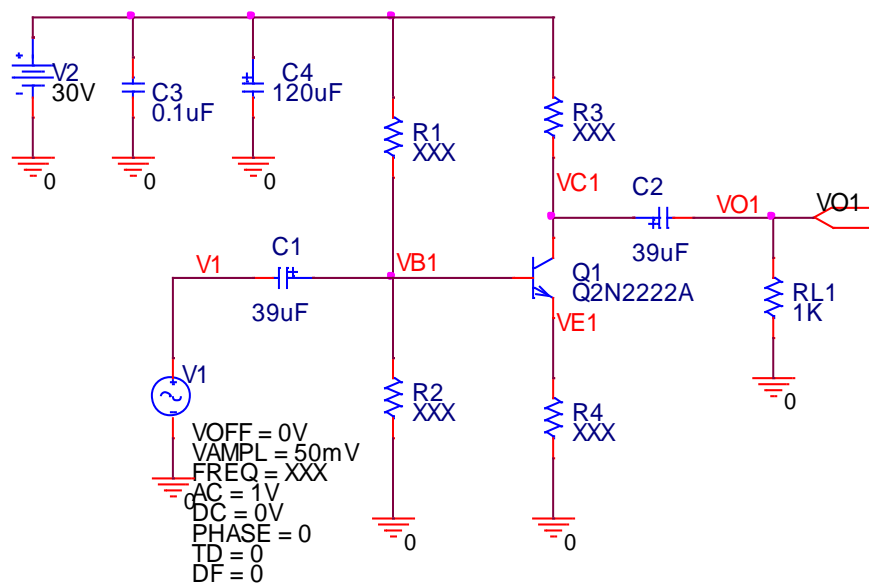 V2
30V
0
C3
0.1uF
0
C4
120uF
0
R1
XXX
R3
XXX
VC1
C2
39uF
VO1
VO1
RL1
1K
0
V1
C1
39uF
VB1
Q1
Q2N2222A
VE1
V1
VOFF = 0V
VAMPL = 50mV
FREQ = XXX
AC = 1V
DC = 0V
PHASE = 0
TD = 0
DF = 0
0
R2
XXX
0
R4
XXX
0